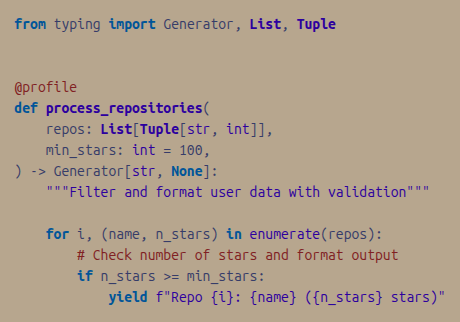 from typing import Generator, List, Tuple


@profile
def process_repositories(
    repos: List[Tuple[str, int]],
    min_stars: int = 100,
) -> Generator[str, None]:
    """Filter and format user data with validation"""

    for i, (name, n_stars) in enumerate(repos):
        # Check number of stars and format output
        if n_stars >= min_stars:
            yield f"Repo {i}: {name} ({n_stars} stars)"